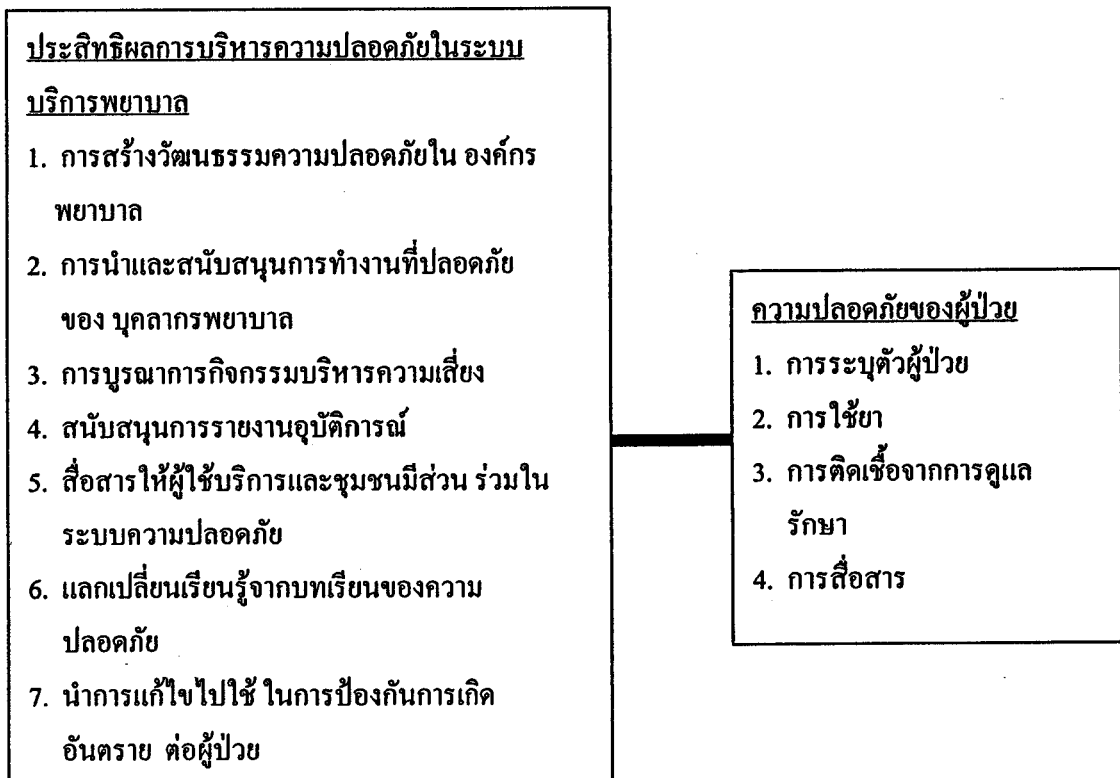 ประสิทธิผลการบริหารความปลอดภัยในระบบ
บริการพยาบาล
1. การสร้างวัฒนธรรมความปลอดภัยใน องค์กร
พยาบาล
2. การนำและสนับสนุนการทำงานที่ปลอดภัย
ของ บุคลากรพยาบาล
3. การบูรณาการกิจกรรมบริหารความเสี่ยง
4. สนับสนุนการรายงานอุบัติการณ์
5. สื่อสารให้ผู้ใช้บริการและชุมชนมีส่วน ร่วมใน
ระบบความปลอดภัย
6. แลกเปลี่ยนเรียนรู้จากบทเรียนของความ
ปลอดภัย
7. นำการแก้ไขไปใช้ ในการป้องกันการเกิด
อันตราย ต่อผู้ป่วย
ความปลอดภัยของผู้ป่วย
1. การระบุตัวผู้ป่วย
2. การใช้ยา
3. การติดเชื้อจากการดูแล
รักษา
4. การสื่อสาร